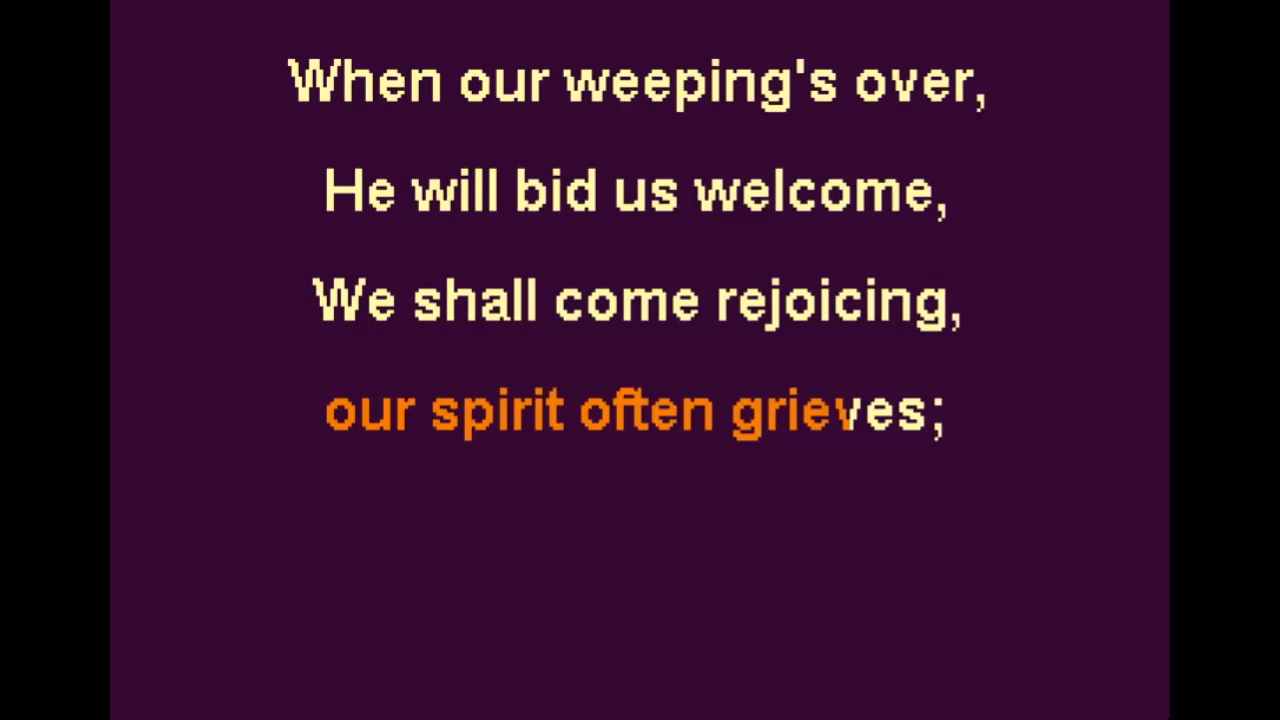 When our weeping's over,
He will bid us welcome,
We shall come rejoicing,
our spirit often grieves;